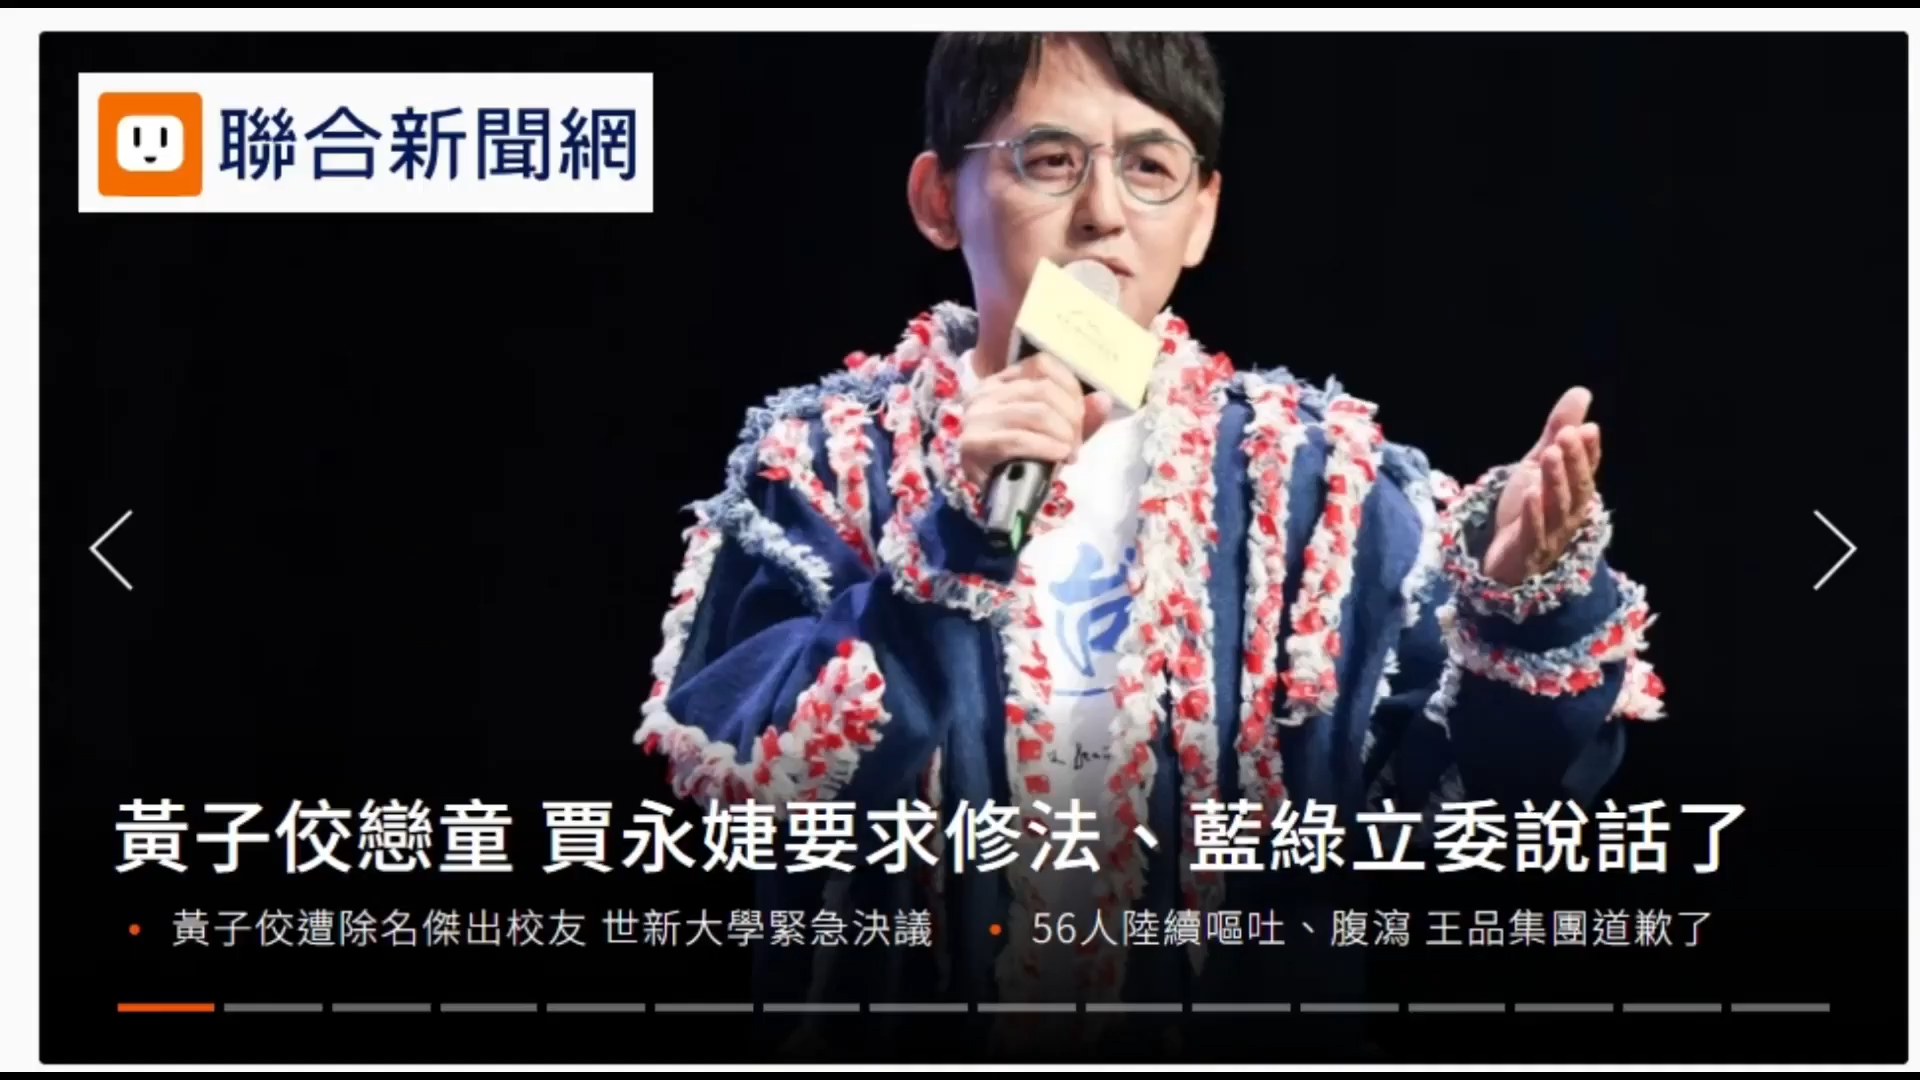 聯合新聞網
黃子佼戀童 賈永婕要求修法、藍綠立委說話了
• 黃子佼遭除名傑出校友 世新大學緊急決議 • 56人陸續嘔吐、腹瀉 王品集團道歉了